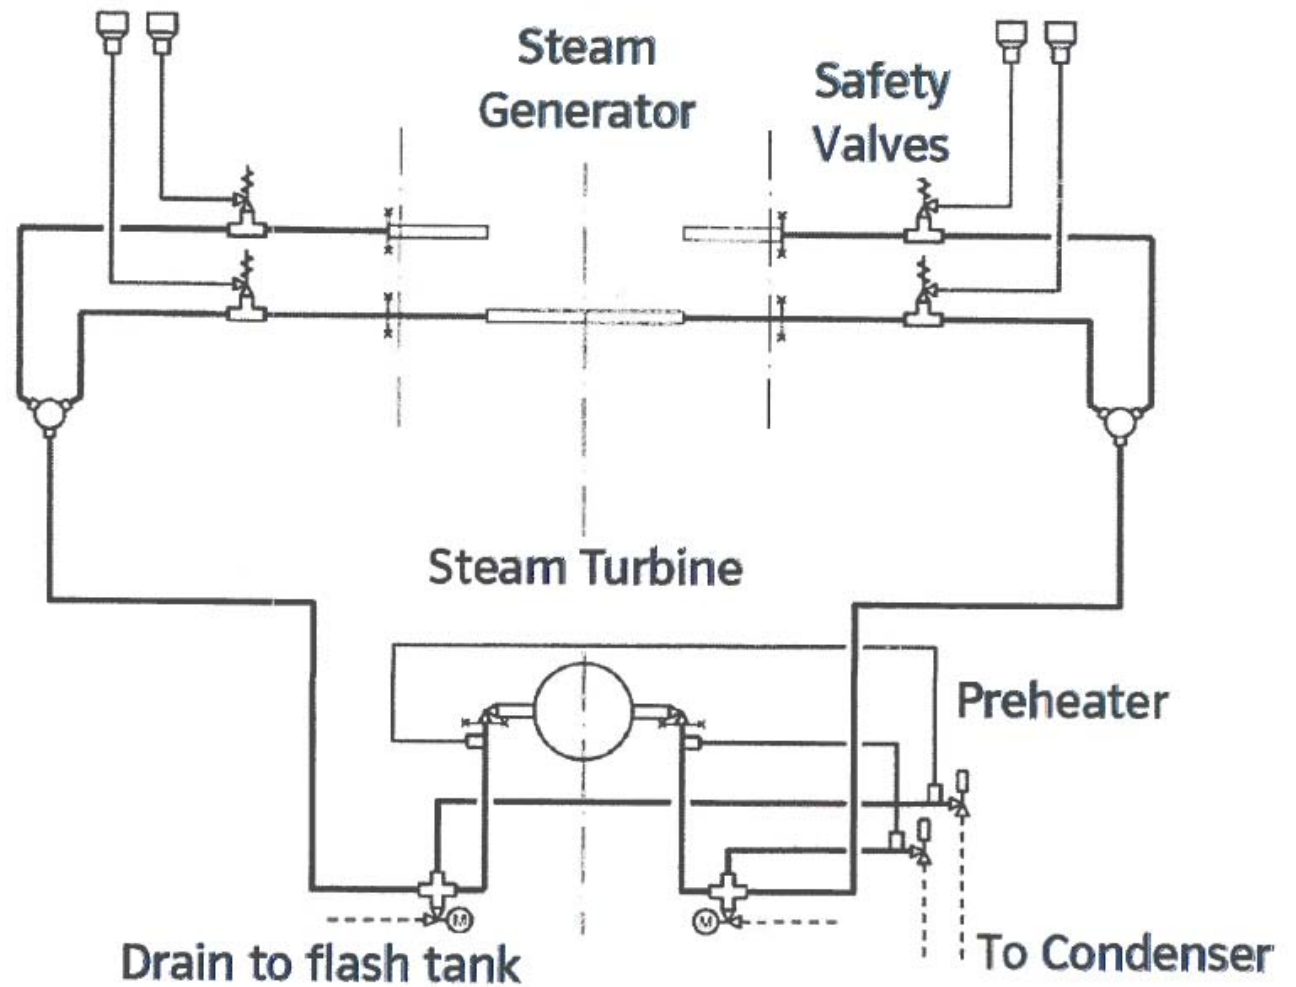 Steam
Generator
Safety
Valves
Steam Turbine
Preheater
M
M
Drain to flash tank
To Condenser